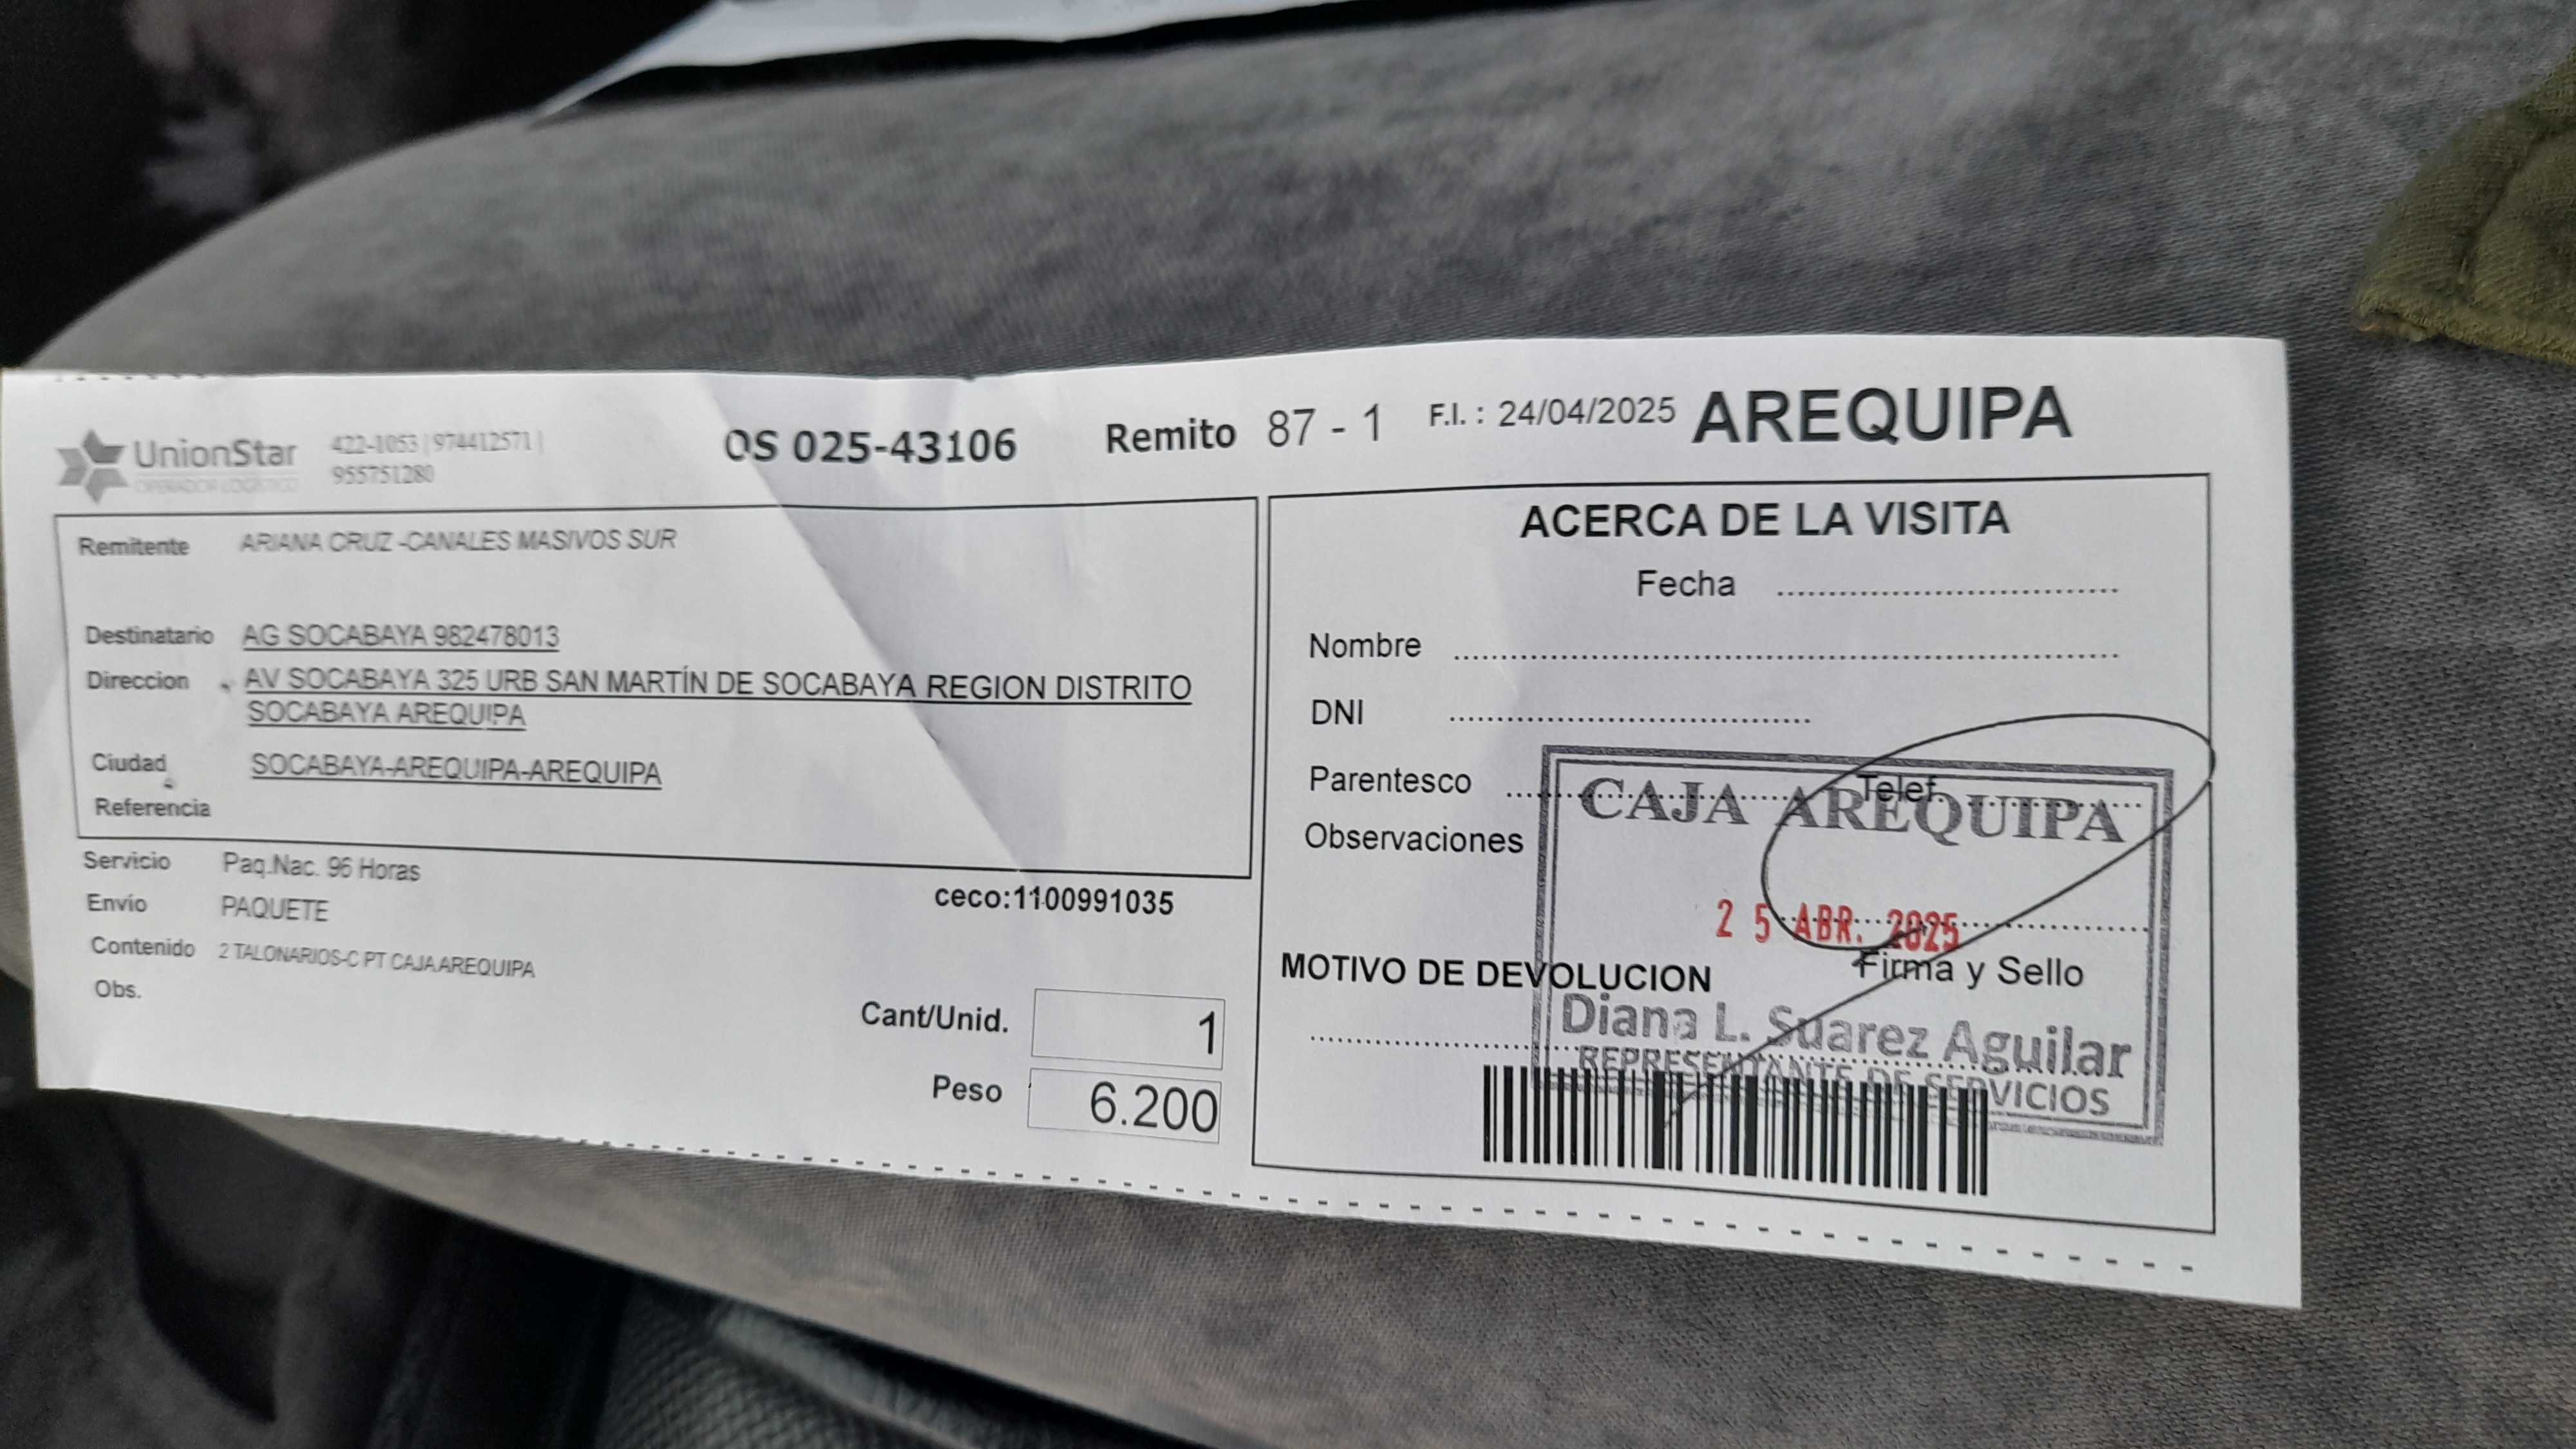 UnionStar
OPERADOR LOGISTICO
422-1053 | 974412571 |
955751280
OS 025-43106
Remito 87 - 1
F.I. : 24/04/2025
AREQUIPA
Remitente ARIANA CRUZ -CANALES MASIVOS SUR
Destinatario AG SOCABAYA 982478013
Direccion AV SOCABAYA 325 URB SAN MARTÍN DE SOCABAYA REGION DISTRITO
SOCABAYA AREQUIPA
Ciudad SOCABAYA-AREQUIPA-AREQUIPA
Referencia
Servicio Paq.Nac. 96 Horas
ceco:1100991035
Envío PAQUETE
Contenido 2 TALONARIOS-C PT CAJA AREQUIPA
Obs.
Cant/Unid. 1
Peso 6.200
ACERCA DE LA VISITA
Fecha
Nombre
DNI
Parentesco
Telef.
Observaciones
CAJA AREQUIPA
25 ABR. 2025
Firma y Sello
MOTIVO DE DEVOLUCION
Diana L. Suarez Aguilar
REPRESENTANTE DE SERVICIOS